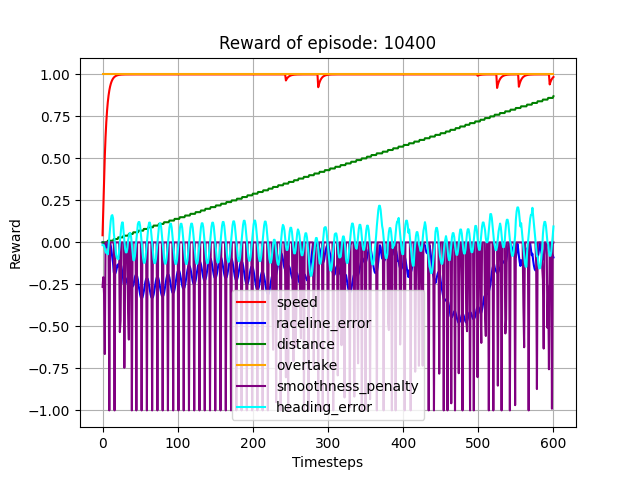 Reward of episode: 10400
Reward
1.00
0.75
0.50
0.25
0.00
−0.25
−0.50
−0.75
−1.00
speed
raceline_error
distance
overtake
smoothness_penalty
heading_error
0 100 200 300 400 500 600
Timesteps